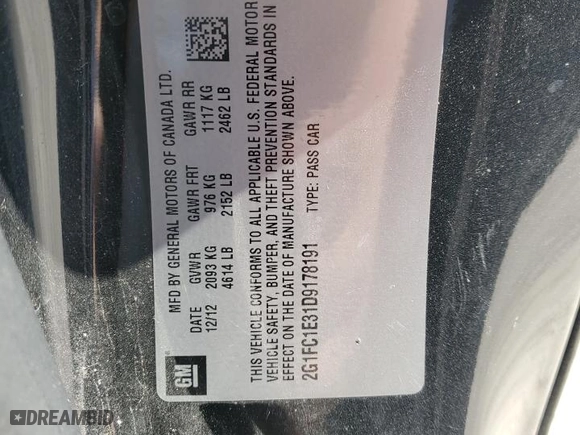 MFD BY GENERAL MOTORS OF CANADA LTD.
DATE GVWR GAWR FRT GAWR RR
12/12 2093 KG 976 KG 1117 KG
4614 LB 2152 LB 2462 LB
THIS VEHICLE CONFORMS TO ALL APPLICABLE U.S. FEDERAL MOTOR
VEHICLE SAFETY, BUMPER, AND THEFT PREVENTION STANDARDS IN
EFFECT ON THE DATE OF MANUFACTURE SHOWN ABOVE.
2G1FC1E31D9178191 TYPE: PASS CAR
GM
DREAMBID